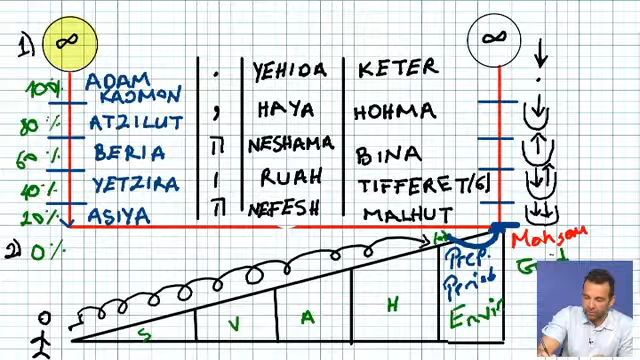 1) ∞ ∞
100% ADAM KADMON · YEHIDA KETER
80% ATZILUT , HAYA HOHMA
60% BERIA ח NESHAMA BINA
40% YETZIRA ו RUAH TIFFERET/6)
20% ASIYA ח NEFESH MALHUT
2) 0% Mahsom
Prep.
Period
S V A H Envir